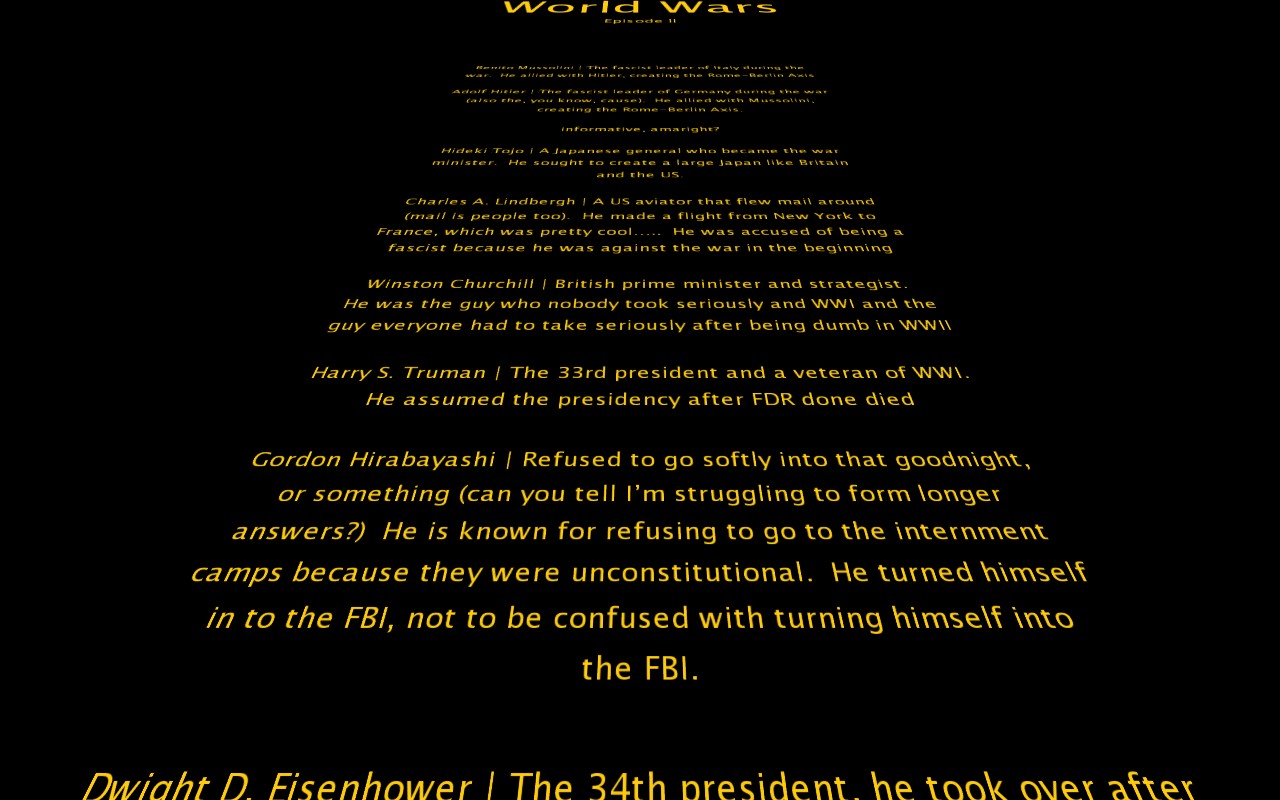 World Wars
Episode II
Benito Mussolini | The fascist leader of Italy during the
war.  He allied with Hitler, creating the Rome-Berlin Axis
Adolf Hitler | The fascist leader of Germany during the war
(also the, you know, cause).  He allied with Mussolini,
creating the Rome-Berlin Axis.
informative, amaright?
Hideki Tojo | A Japanese general who became the war
minister.  He sought to create a large Japan like Britain
and the US.
Charles A. Lindbergh | A US aviator that flew mail around
(mail is people too).  He made a flight from New York to
France, which was pretty cool.....  He was accused of being a
fascist because he was against the war in the beginning
Winston Churchill | British prime minister and strategist.
He was the guy who nobody took seriously and WWI and the
guy everyone had to take seriously after being dumb in WWII
Harry S. Truman | The 33rd president and a veteran of WWI.
He assumed the presidency after FDR done died
Gordon Hirabayashi | Refused to go softly into that goodnight,
or something (can you tell I'm struggling to form longer
answers?)  He is known for refusing to go to the internment
camps because they were unconstitutional.  He turned himself
in to the FBI, not to be confused with turning himself into
the FBI.
Dwight D. Eisenhower | The 34th president, he took over after